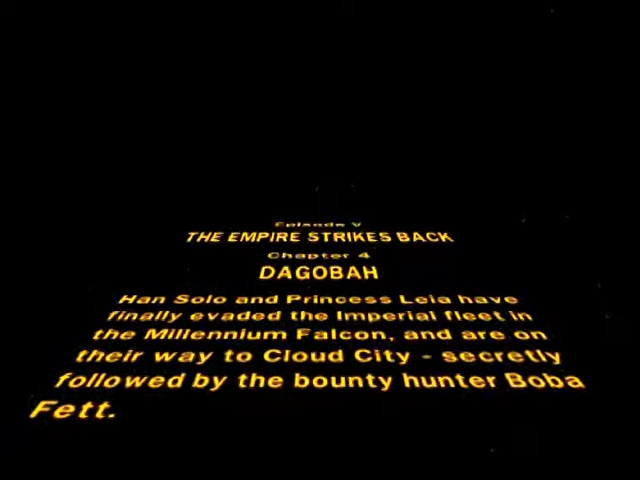 Episode V
THE EMPIRE STRIKES BACK
Chapter 4
DAGOBAH
Han Solo and Princess Leia have
finally evaded the Imperial fleet in
the Millennium Falcon, and are on
their way to Cloud City - secretly
followed by the bounty hunter Boba
Fett.